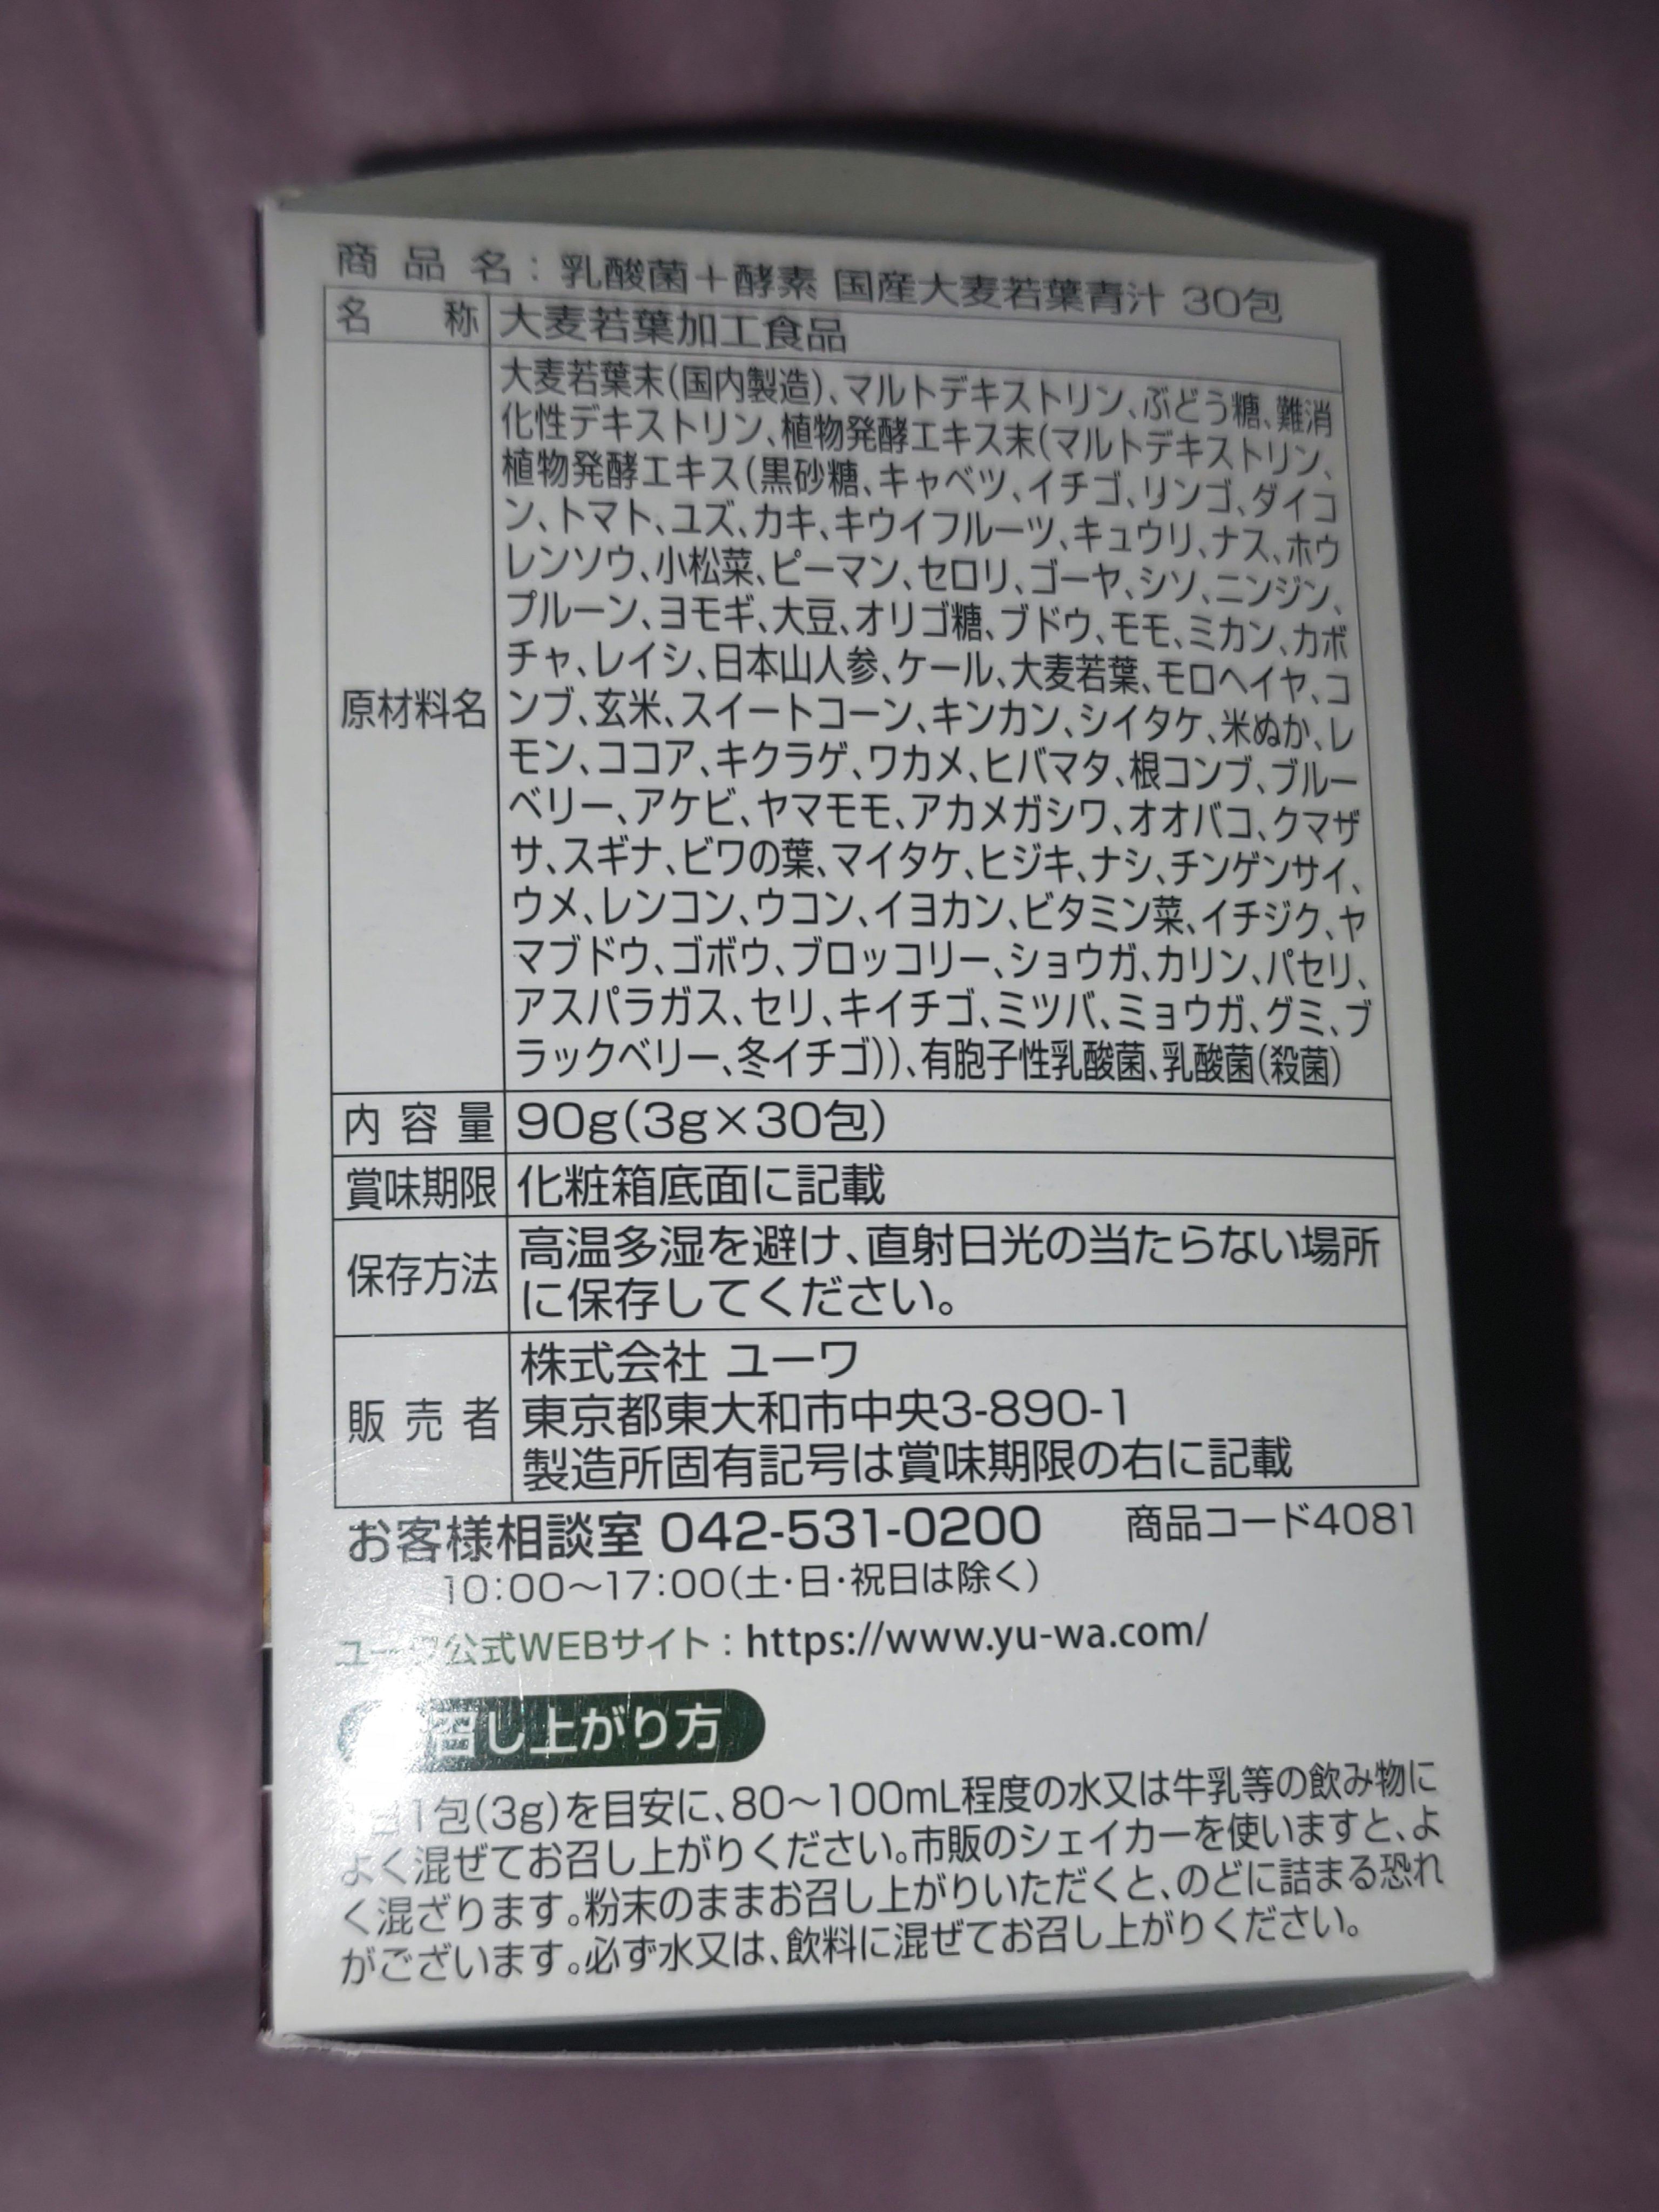 商品名：乳酸菌＋酵素 国産大麦若葉青汁 30包
名称 大麦若葉加工食品
原材料名
大麦若葉末(国内製造)、マルトデキストリン、ぶどう糖、難消
化性デキストリン、植物発酵エキス末(マルトデキストリン、
植物発酵エキス(黒砂糖、キャベツ、イチゴ、リンゴ、ダイコ
ン、トマト、ユズ、カキ、キウイフルーツ、キュウリ、ナス、ホウ
レンソウ、小松菜、ピーマン、セロリ、ゴーヤ、シソ、ニンジン、
プルーン、ヨモギ、大豆、オリゴ糖、ブドウ、モモ、ミカン、カボ
チャ、レイシ、日本山人参、ケール、大麦若葉、モロヘイヤ、コ
ンブ、玄米、スイートコーン、キンカン、シイタケ、米ぬか、レ
モン、ココア、キクラゲ、ワカメ、ヒバマタ、根コンブ、ブルー
ベリー、アケビ、ヤマモモ、アカメガシワ、オオバコ、クマザ
サ、スギナ、ビワの葉、マイタケ、ヒジキ、ナシ、チンゲンサイ、
ウメ、レンコン、ウコン、イヨカン、ビタミン菜、イチジク、ヤ
マブドウ、ゴボウ、ブロッコリー、ショウガ、カリン、パセリ、
アスパラガス、セリ、キイチゴ、ミツバ、ミョウガ、グミ、ブ
ラックベリー、冬イチゴ))、有胞子性乳酸菌、乳酸菌(殺菌)
内容量 90g(3g×30包)
賞味期限 化粧箱底面に記載
保存方法
高温多湿を避け、直射日光の当たらない場所
に保存してください。
販売者
株式会社 ユーワ
東京都東大和市中央3-890-1
製造所固有記号は賞味期限の右に記載
お客様相談室 042-531-0200 商品コード4081
10:00～17:00(土・日・祝日は除く)
ユーワ公式WEBサイト：https://www.yu-wa.com/
召し上がり方
1包(3g)を目安に、80～100mL程度の水又は牛乳等の飲み物に
よく混ぜてお召し上がりください。市販のシェイカーを使いますと、よ
く混ざります。粉末のままお召し上がりいただくと、のどに詰まる恐れ
がございます。必ず水又は、飲料に混ぜてお召し上がりください。